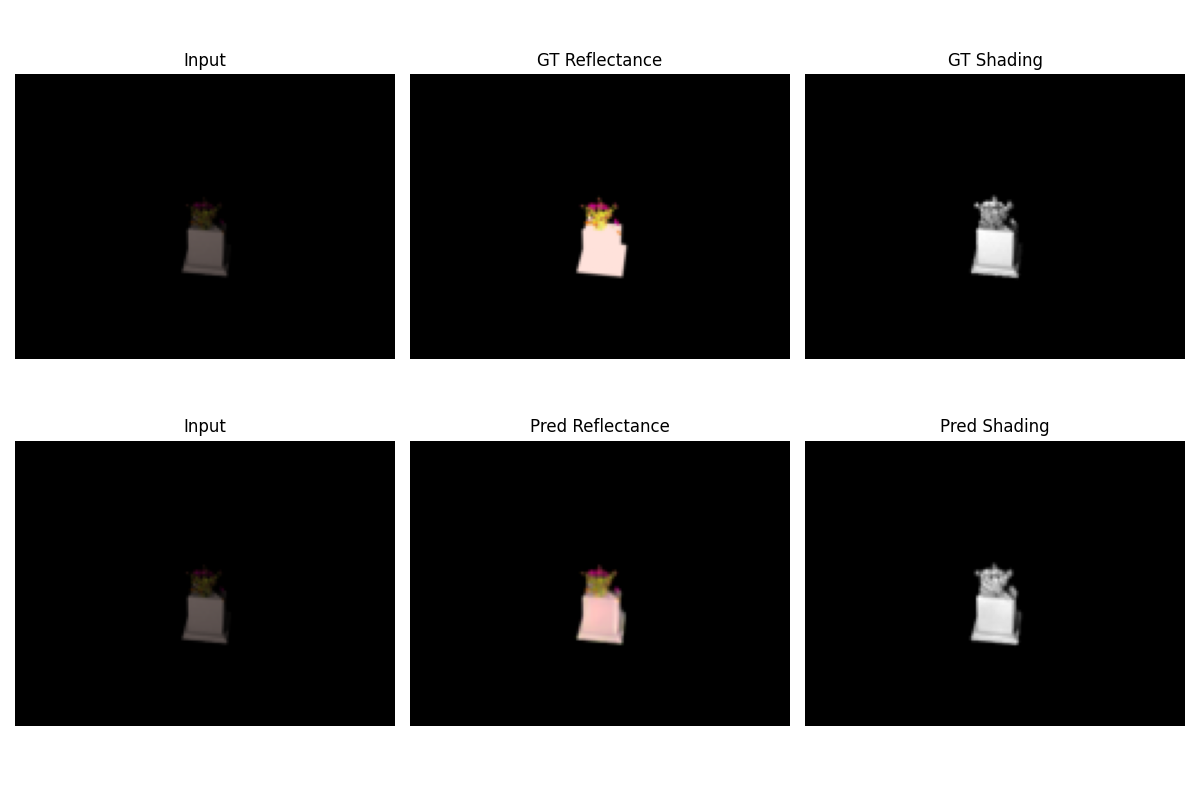 Input
GT Reflectance
GT Shading
Input
Pred Reflectance
Pred Shading